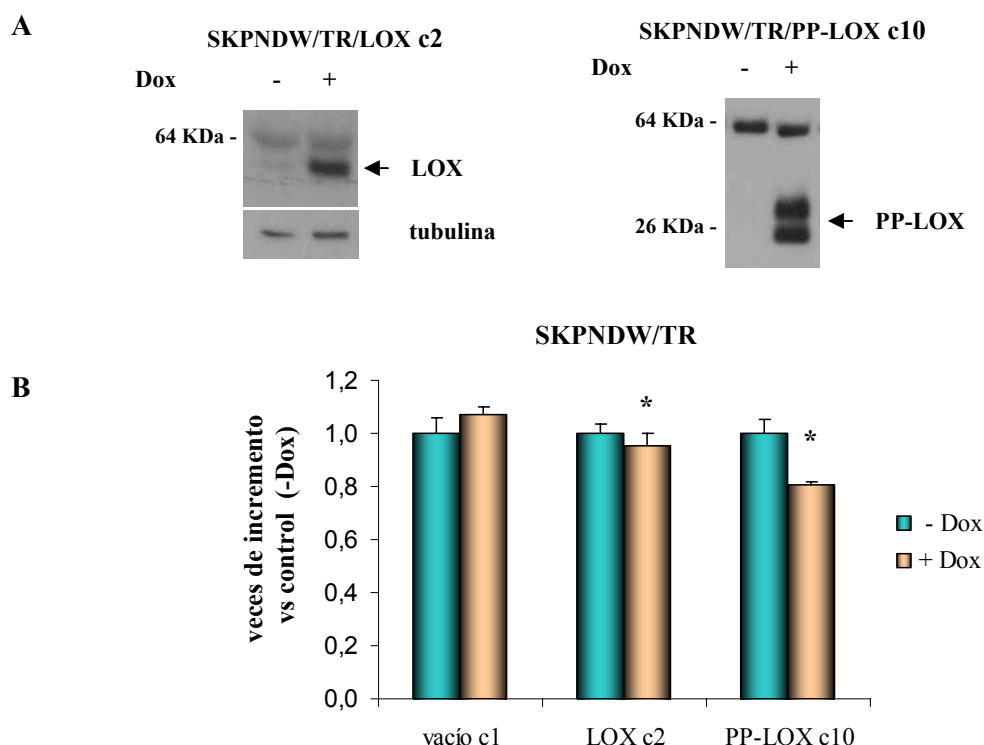 A
SKPNDW/TR/LOX c2
Dox - +
64 KDa -
LOX
tubulina
SKPNDW/TR/PP-LOX c10
Dox - +
64 KDa -
26 KDa -
PP-LOX
B
SKPNDW/TR
veces de incremento
vs control (-Dox)
1,2
1,0
0,8
0,6
0,4
0,2
0,0
*
*
- Dox
+ Dox
vacío c1
LOX c2
PP-LOX c10